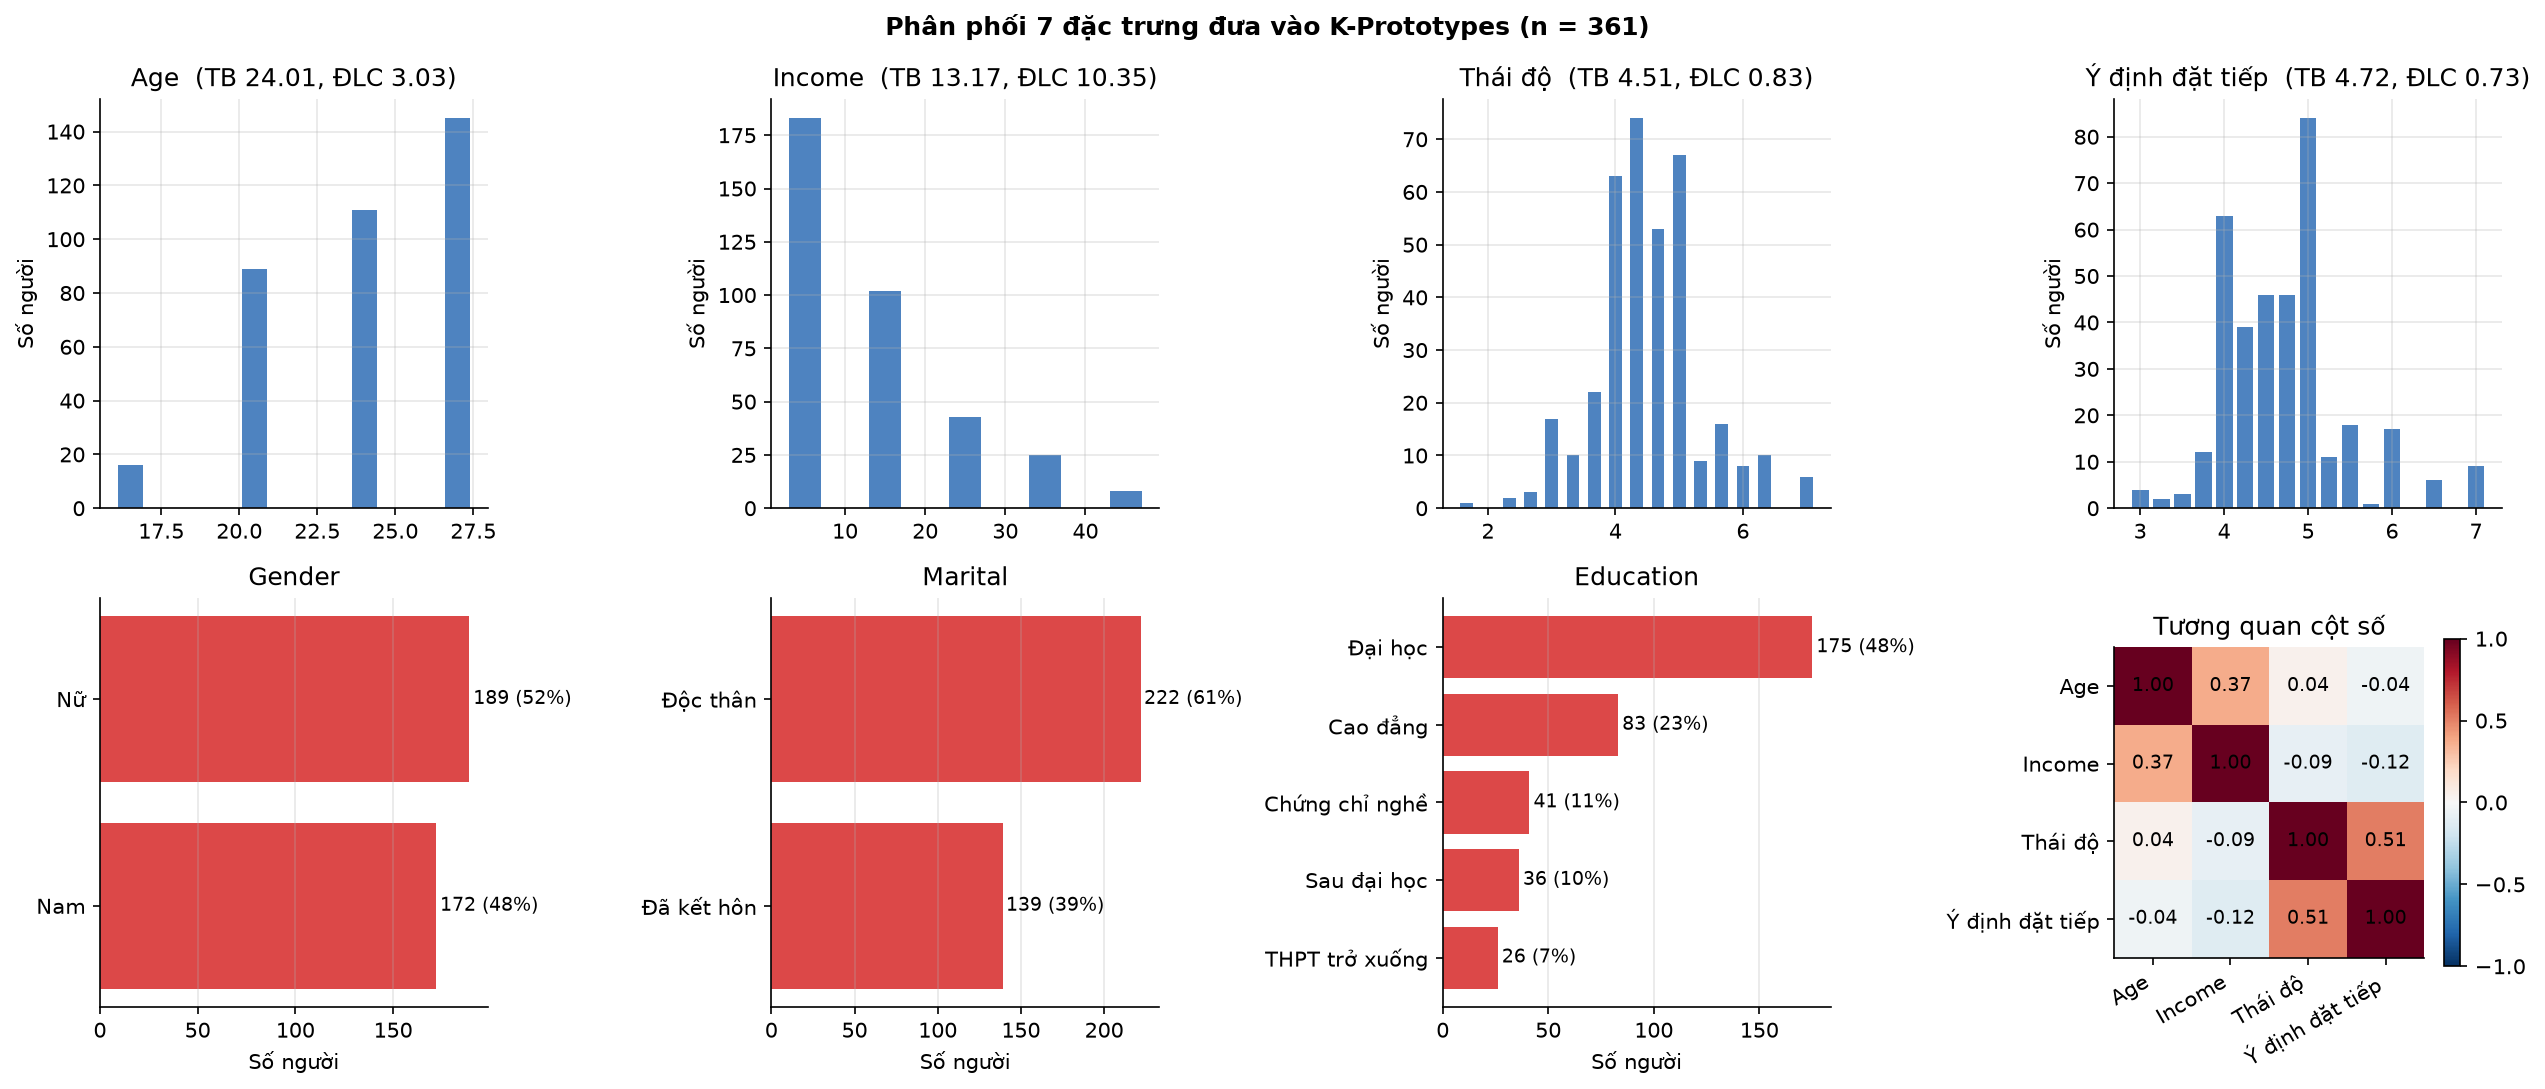 Phân phối 7 đặc trưng đưa vào K-Prototypes (n = 361)
Age (TB 24.01, ĐLC 3.03)
Số người
140
120
100
80
60
40
20
0
17.5 20.0 22.5 25.0 27.5
Income (TB 13.17, ĐLC 10.35)
Số người
175
150
125
100
75
50
25
0
10 20 30 40
Thái độ (TB 4.51, ĐLC 0.83)
Số người
70
60
50
40
30
20
10
0
2 4 6
Ý định đặt tiếp (TB 4.72, ĐLC 0.73)
Số người
80
70
60
50
40
30
20
10
0
3 4 5 6 7
Gender
Nữ 189 (52%)
Nam 172 (48%)
0 50 100 150
Số người
Marital
Độc thân 222 (61%)
Đã kết hôn 139 (39%)
0 50 100 150 200
Số người
Education
Đại học 175 (48%)
Cao đẳng 83 (23%)
Chứng chỉ nghề 41 (11%)
Sau đại học 36 (10%)
THPT trở xuống 26 (7%)
0 50 100 150
Số người
Tương quan cột số
Age 1.00 0.37 0.04 -0.04
Income 0.37 1.00 -0.09 -0.12
Thái độ 0.04 -0.09 1.00 0.51
Ý định đặt tiếp -0.04 -0.12 0.51 1.00
Age Income Thái độ Ý định đặt tiếp
1.0
0.5
0.0
−0.5
−1.0